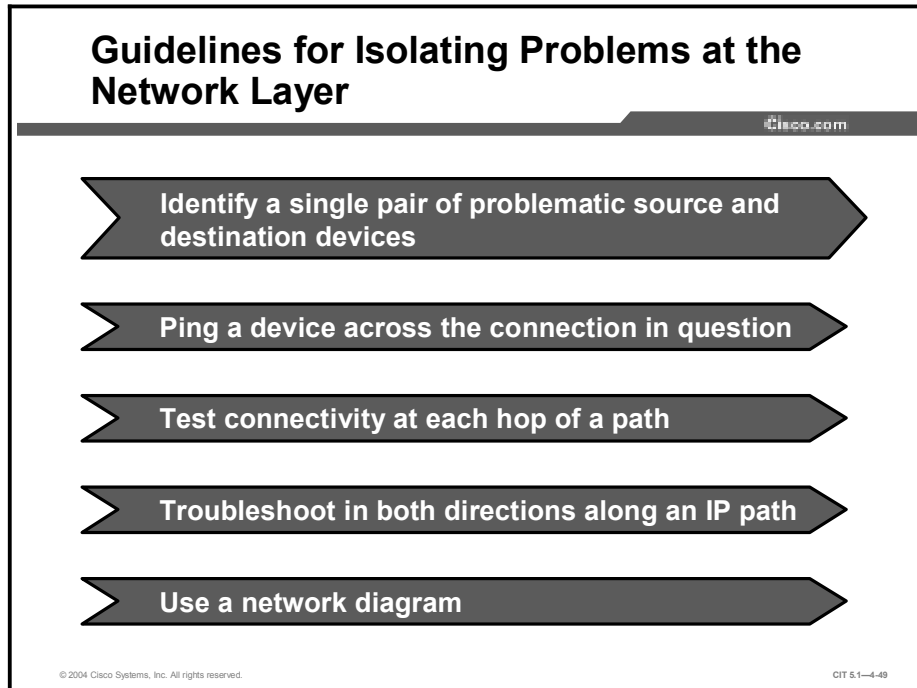 Guidelines for Isolating Problems at the
Network Layer
Cisco.com
Identify a single pair of problematic source and
destination devices
Ping a device across the connection in question
Test connectivity at each hop of a path
Troubleshoot in both directions along an IP path
Use a network diagram
© 2004 Cisco Systems, Inc. All rights reserved.
CIT 5.1—4-49